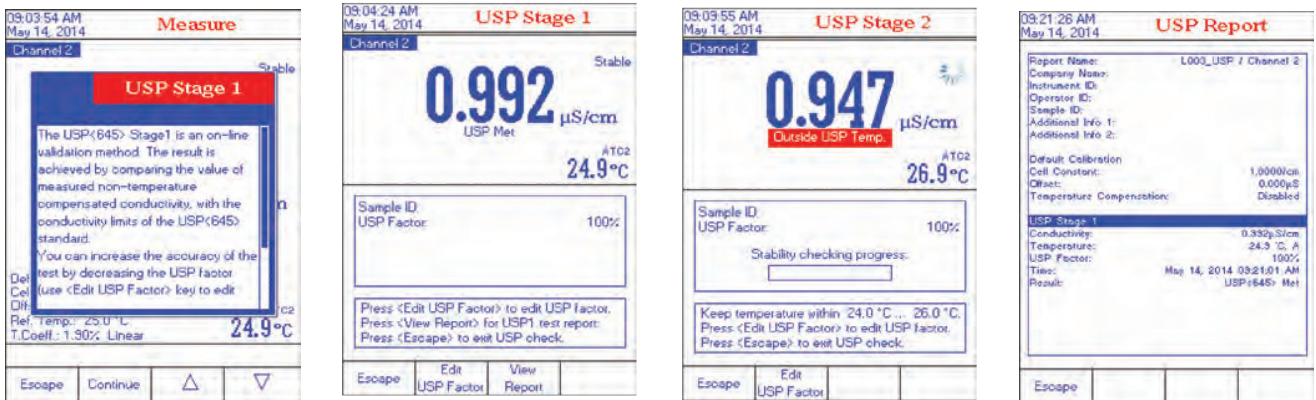 09:03:54 AM
May 14, 2014
Measure
Channel 2
Stable
USP Stage 1
The USP<645> Stage1 is an on-line
validation method. The result is
achieved by comparing the value of
measured non-temperature
compensated conductivity, with the
conductivity limits of the USP<645>
standard.
You can increase the accuracy of the
test by decreasing the USP factor
(use <Edit USP Factor> key to edit
Ref. Temp.: 25.0 °C
T.Coeff.: 1.90% Linear
24.9°C
Escape
Continue
09:04:24 AM
May 14, 2014
USP Stage 1
Channel 2
Stable
0.992 µS/cm
USP Met
ATC2
24.9°C
Sample ID:
USP Factor: 100%
Press <Edit USP Factor> to edit USP factor.
Press <View Report> for USP1 test report.
Press <Escape> to exit USP check.
Escape
Edit USP Factor
View Report
09:09:55 AM
May 14, 2014
USP Stage 2
Channel 2
0.947 µS/cm
Outside USP Temp.
ATC2
26.9°C
Sample ID:
USP Factor: 100%
Stability checking progress:
Keep temperature within 24.0 °C ... 26.0 °C.
Press <Edit USP Factor> to edit USP factor.
Press <Escape> to exit USP check.
Escape
Edit USP Factor
09:21:26 AM
May 14, 2014
USP Report
Report Name: L003_USP / Channel 2
Company Name:
Instrument ID:
Operator ID:
Sample ID:
Additional Info 1:
Additional Info 2:
Default Calibration
Cell Constant: 1.0000/cm
Offset: 0.000µS
Temperature Compensation: Disabled
USP Stage 1
Conductivity: 0.992µS/cm
Temperature: 24.9 °C, A
USP Factor: 100%
Time: May 14, 2014 09:21:01 AM
Result: USP<645> Met
Escape